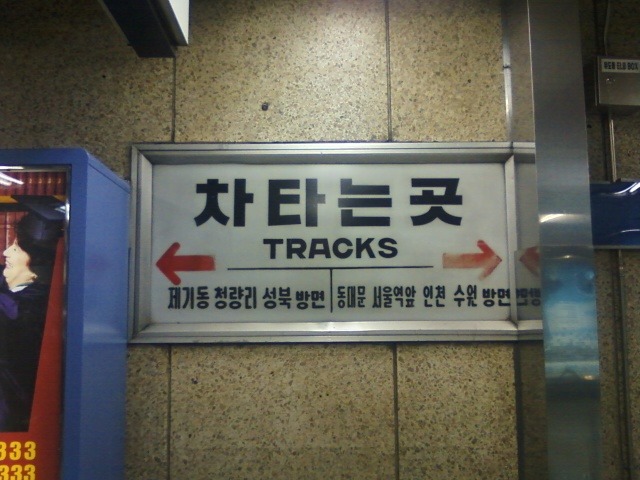 차타는곳
TRACKS
제기동 청량리 성북 방면
동대문 서울역앞 인천 수원 방면
333
333